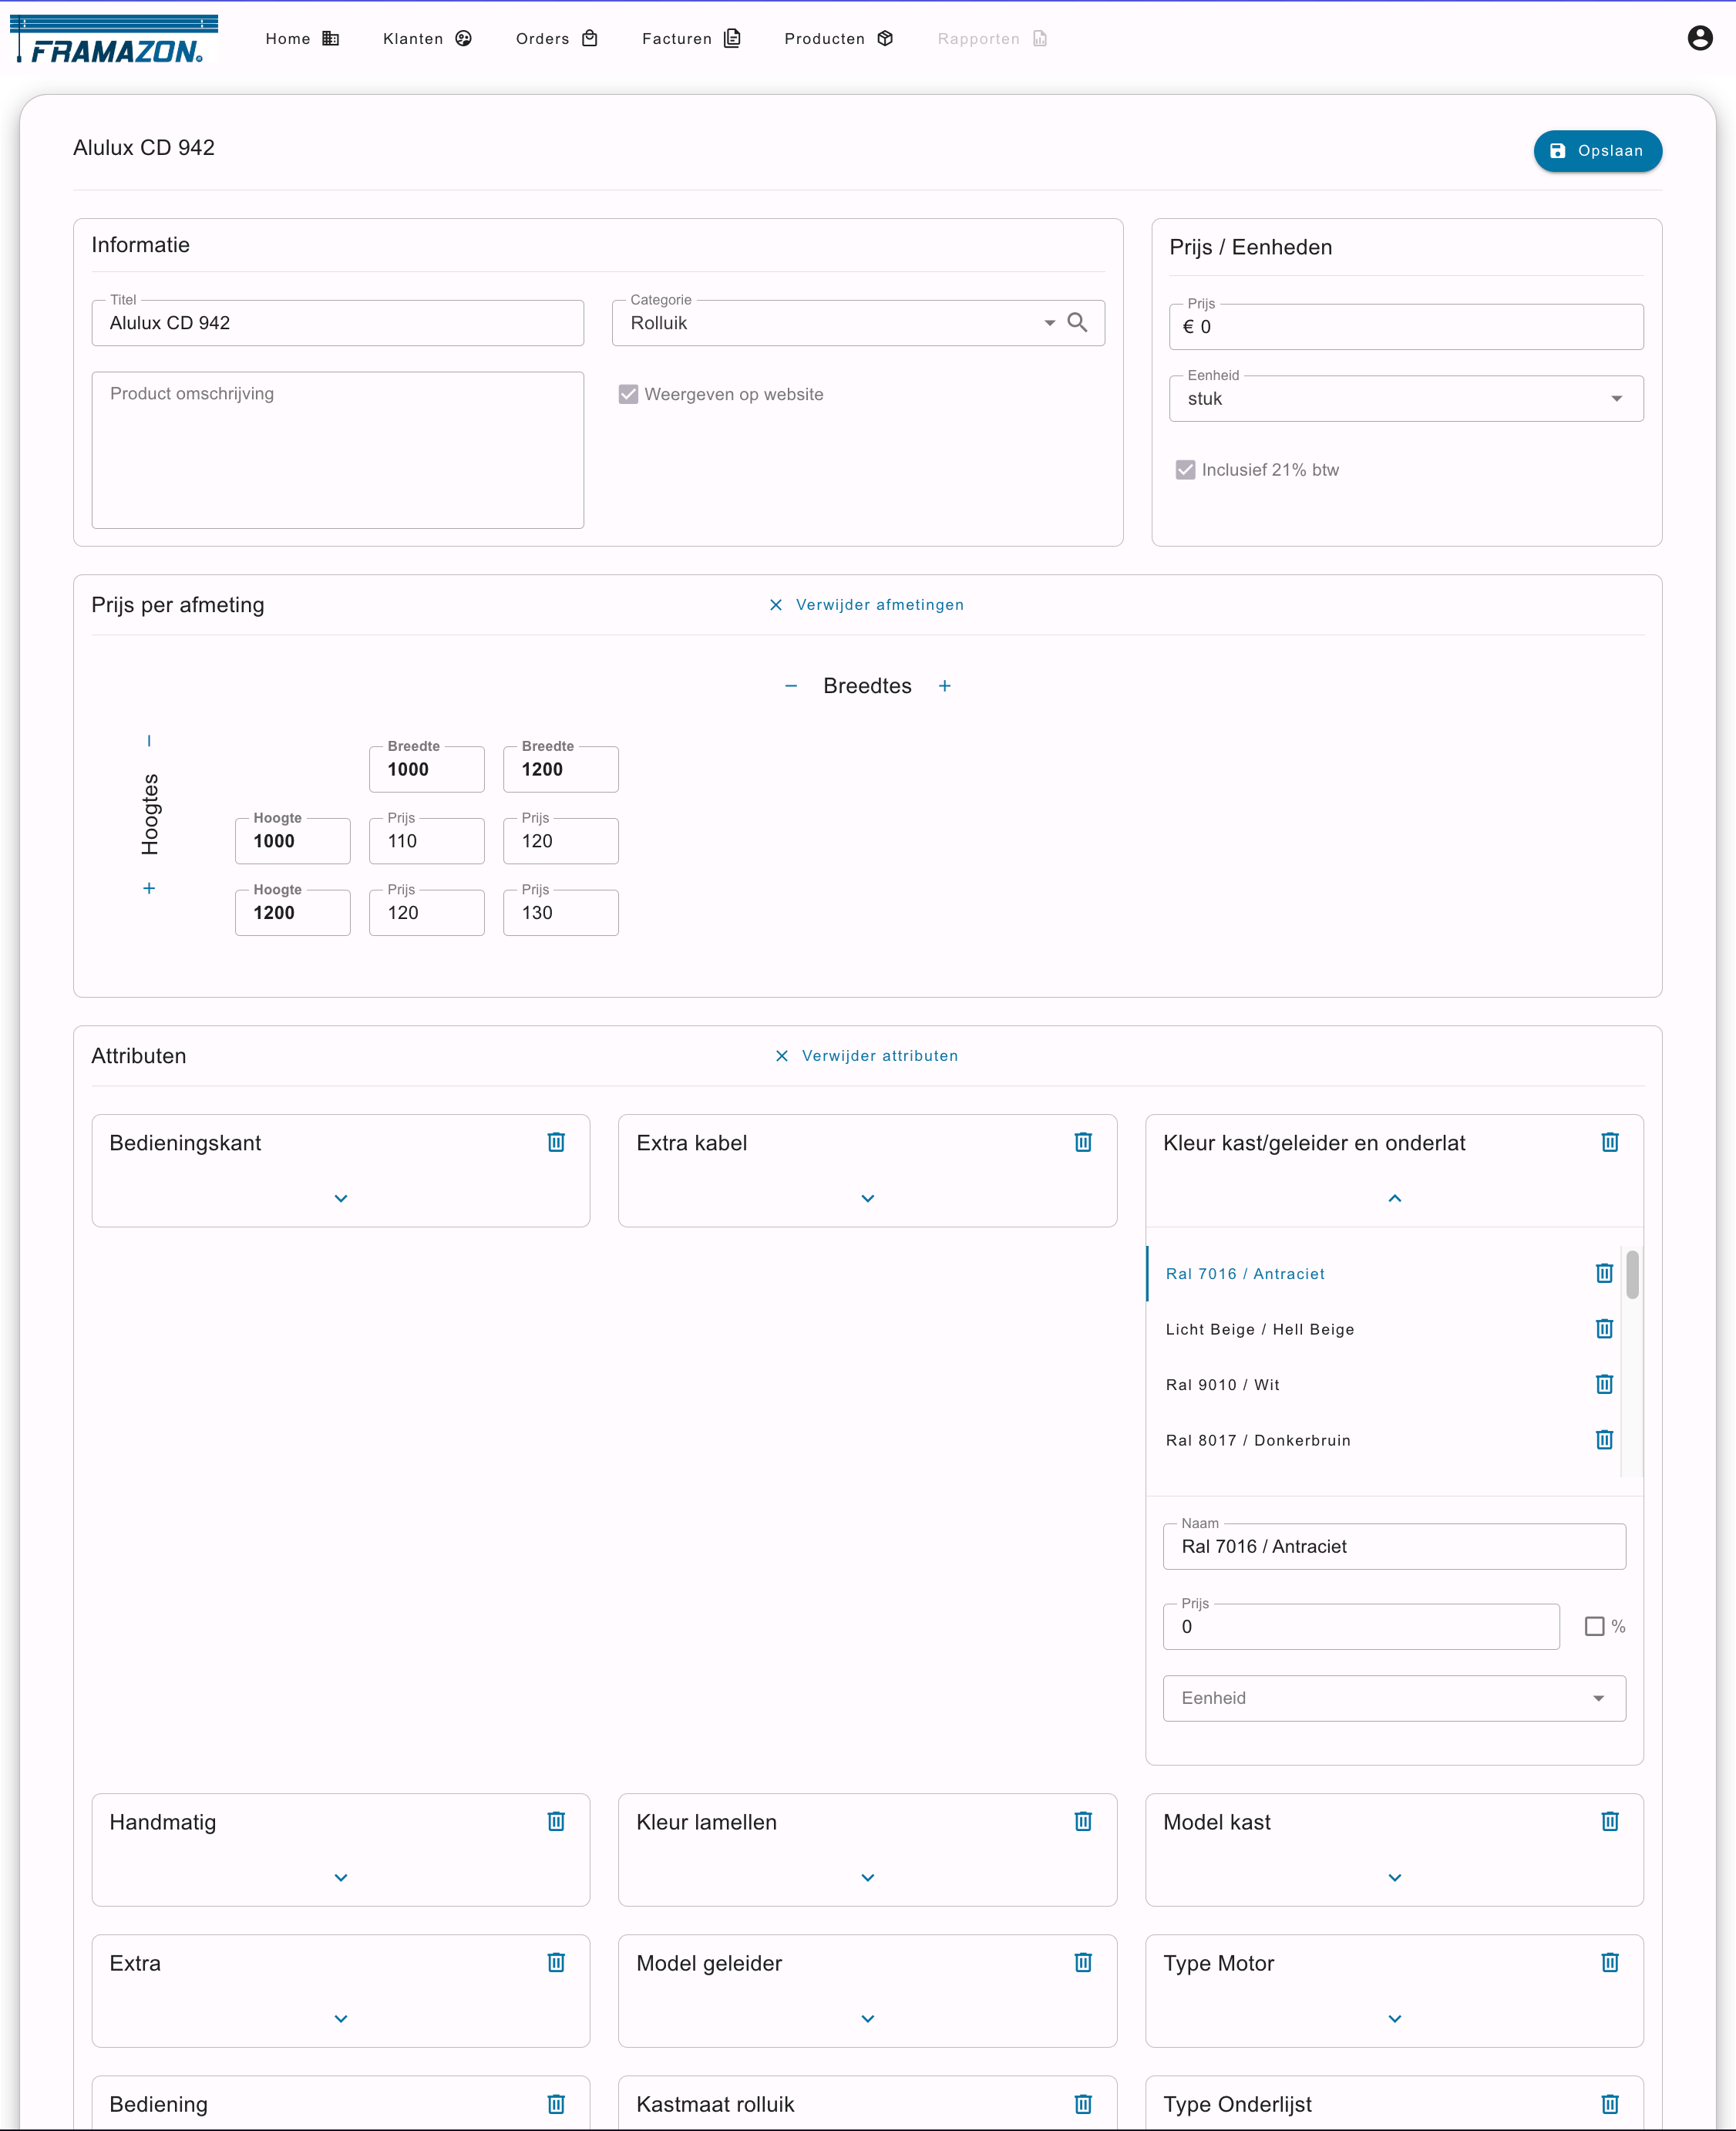 FRAMAZON.
Home Klanten Orders Facturen Producten Rapporten
Alulux CD 942
Opslaan
Informatie
Titel
Alulux CD 942
Categorie
Rolluik
Product omschrijving
Weergeven op website
Prijs / Eenheden
Prijs
€ 0
Eenheid
stuk
Inclusief 21% btw
Prijs per afmeting
Verwijder afmetingen
− Breedtes +
− Hoogtes +
Breedte Breedte
1000 1200
Hoogte Prijs Prijs
1000 110 120
Hoogte Prijs Prijs
1200 120 130
Attributen
Verwijder attributen
Bedieningskant
Extra kabel
Kleur kast/geleider en onderlat
Ral 7016 / Antraciet
Licht Beige / Hell Beige
Ral 9010 / Wit
Ral 8017 / Donkerbruin
Naam
Ral 7016 / Antraciet
Prijs
0
%
Eenheid
Handmatig
Kleur lamellen
Model kast
Extra
Model geleider
Type Motor
Bediening
Kastmaat rolluik
Type Onderlijst